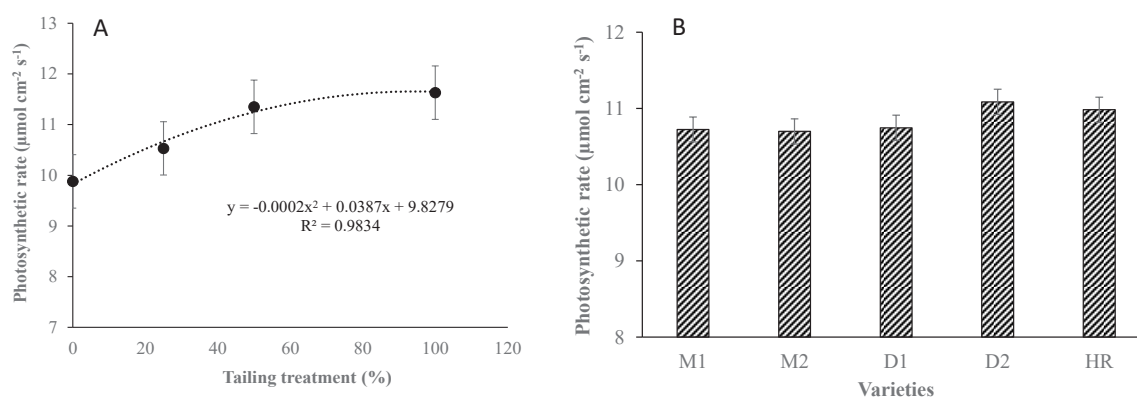 A
Photosynthetic rate (µmol cm⁻² s⁻¹)
13
12
11
10
9
8
7
y = -0.0002x² + 0.0387x + 9.8279
R² = 0.9834
0 20 40 60 80 100 120
Tailing treatment (%)
B
Photosynthetic rate (µmol cm⁻² s⁻¹)
12
11
10
9
8
M1 M2 D1 D2 HR
Varieties